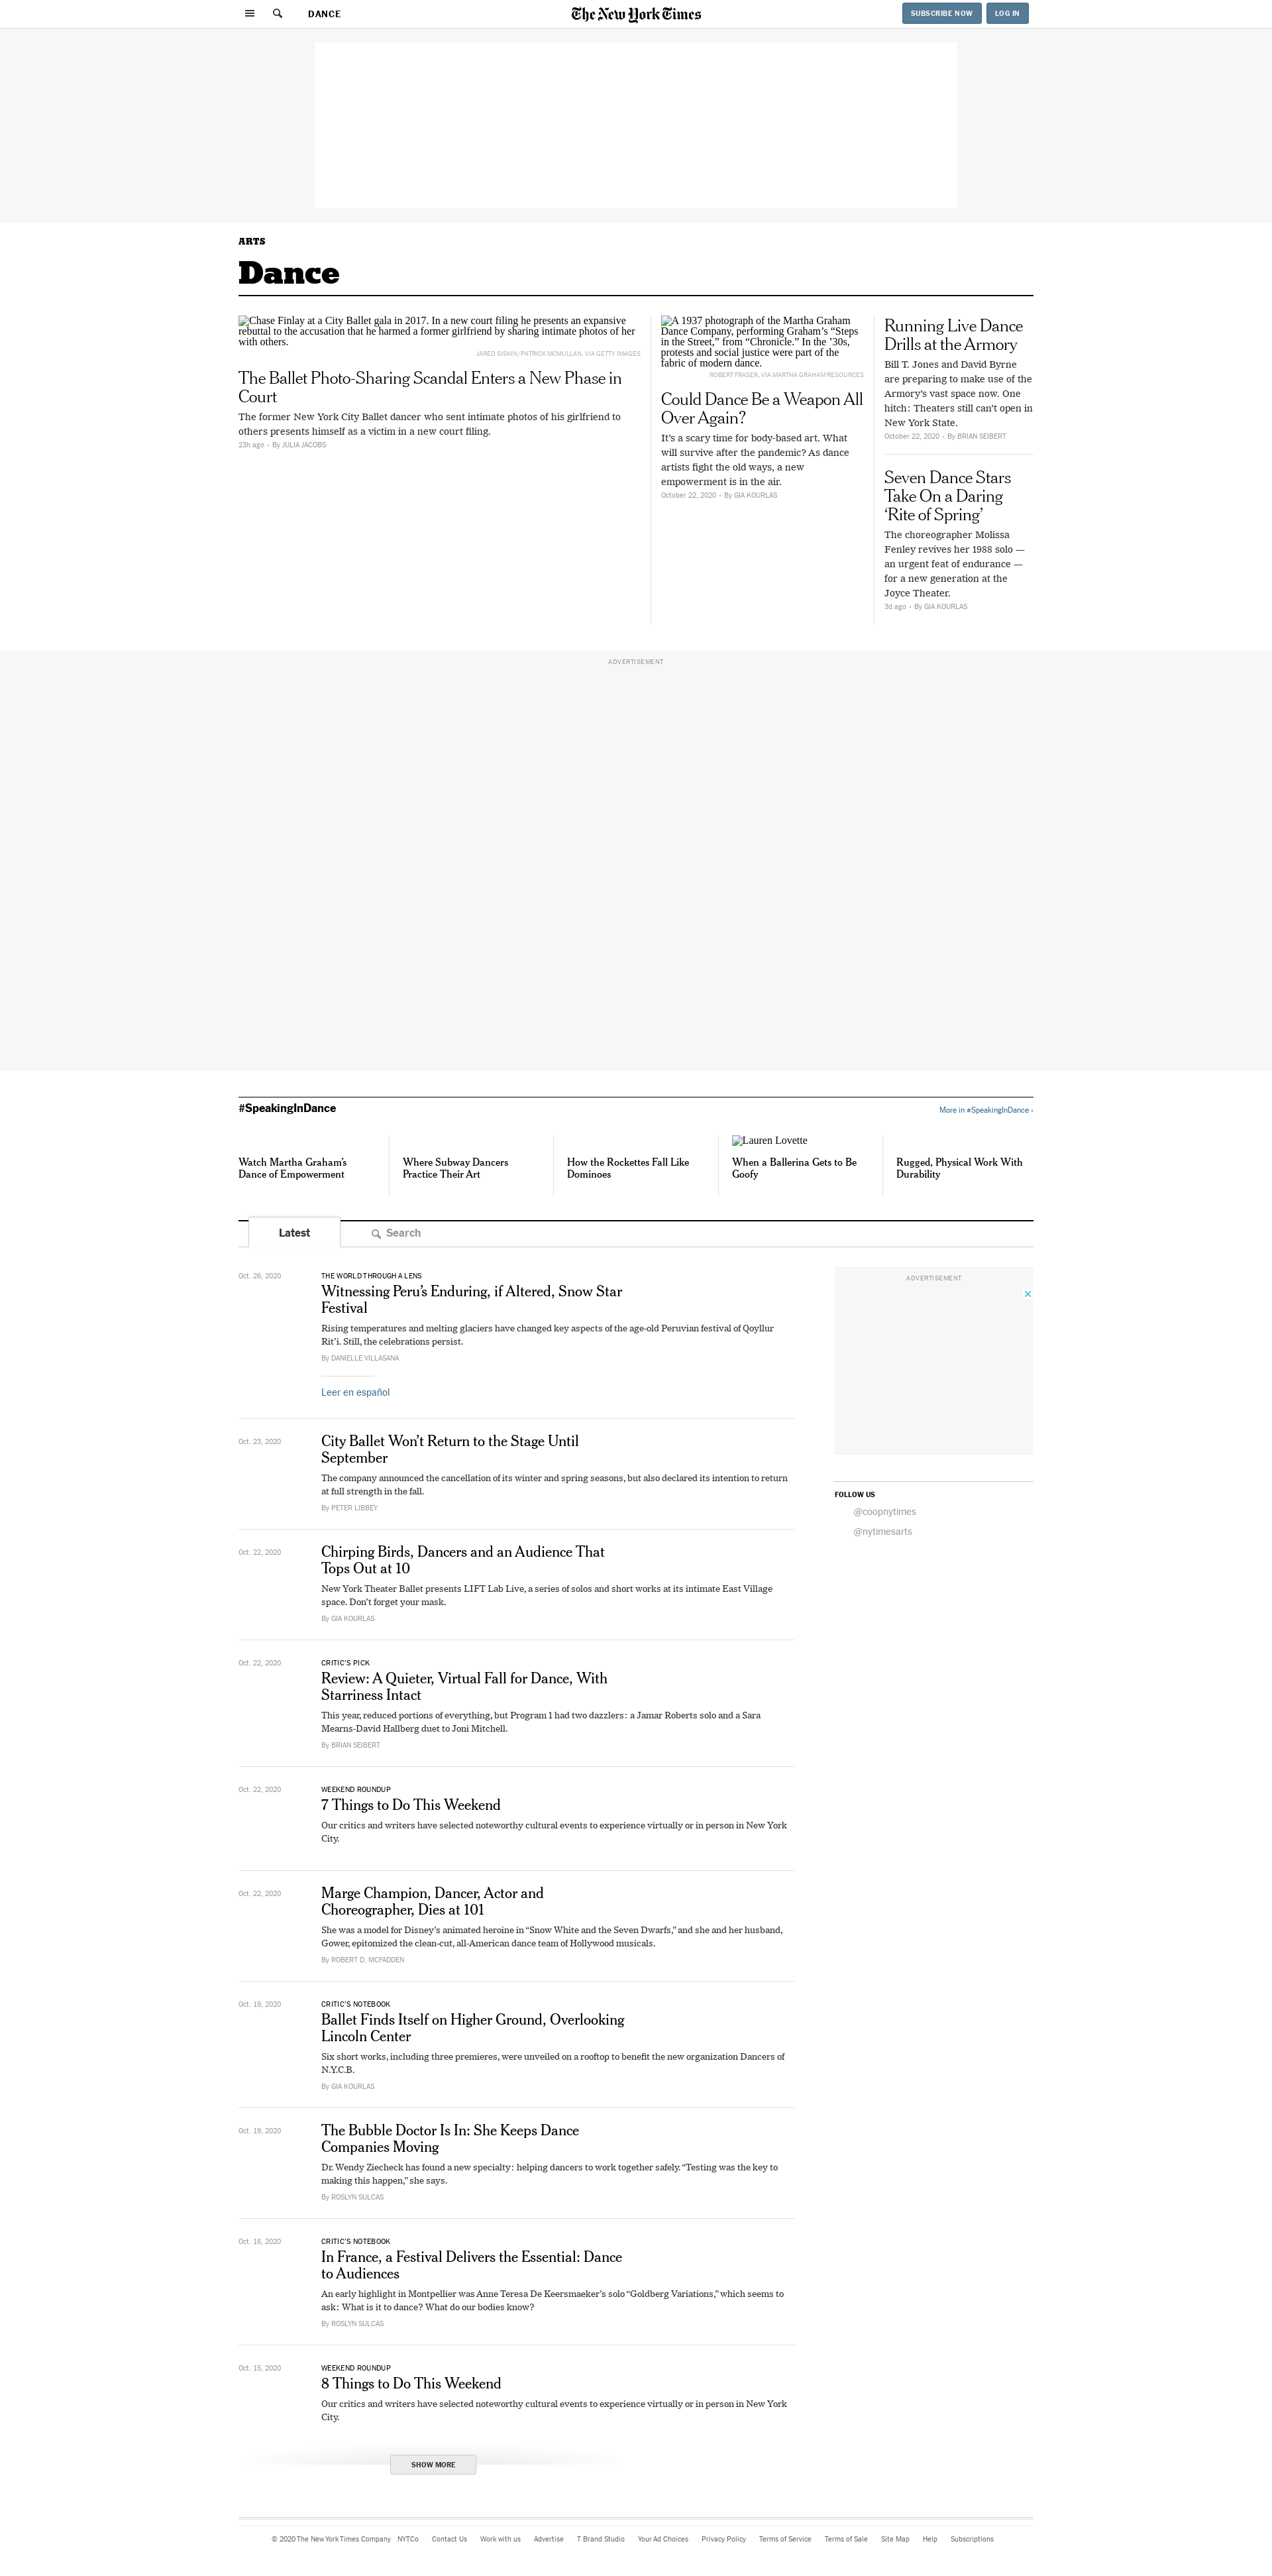 DANCE
The New York Times
SUBSCRIBE NOW
LOG IN
ARTS
Dance
Chase Finlay at a City Ballet gala in 2017. In a new court filing he presents an expansive
rebuttal to the accusation that he harmed a former girlfriend by sharing intimate photos of her
with others.
JARED SISKIN/PATRICK MCMULLAN, VIA GETTY IMAGES
The Ballet Photo-Sharing Scandal Enters a New Phase in
Court
The former New York City Ballet dancer who sent intimate photos of his girlfriend to
others presents himself as a victim in a new court filing.
23h ago • By JULIA JACOBS
A 1937 photograph of the Martha Graham
Dance Company, performing Graham’s “Steps
in the Street,” from “Chronicle.” In the ’30s,
protests and social justice were part of the
fabric of modern dance.
ROBERT FRASER, VIA MARTHA GRAHAM RESOURCES
Could Dance Be a Weapon All
Over Again?
It’s a scary time for body-based art. What
will survive after the pandemic? As dance
artists fight the old ways, a new
empowerment is in the air.
October 22, 2020 • By GIA KOURLAS
Running Live Dance
Drills at the Armory
Bill T. Jones and David Byrne
are preparing to make use of the
Armory’s vast space now. One
hitch: Theaters still can’t open in
New York State.
October 22, 2020 • By BRIAN SEIBERT
Seven Dance Stars
Take On a Daring
‘Rite of Spring’
The choreographer Molissa
Fenley revives her 1988 solo —
an urgent feat of endurance —
for a new generation at the
Joyce Theater.
3d ago • By GIA KOURLAS
ADVERTISEMENT
#SpeakingInDance
More in #SpeakingInDance ›
Watch Martha Graham’s
Dance of Empowerment
Where Subway Dancers
Practice Their Art
How the Rockettes Fall Like
Dominoes
Lauren Lovette
When a Ballerina Gets to Be
Goofy
Rugged, Physical Work With
Durability
Latest
Search
Oct. 26, 2020
THE WORLD THROUGH A LENS
Witnessing Peru’s Enduring, if Altered, Snow Star
Festival
Rising temperatures and melting glaciers have changed key aspects of the age-old Peruvian festival of Qoyllur
Rit’i. Still, the celebrations persist.
By DANIELLE VILLASANA
Leer en español
Oct. 23, 2020
City Ballet Won’t Return to the Stage Until
September
The company announced the cancellation of its winter and spring seasons, but also declared its intention to return
at full strength in the fall.
By PETER LIBBEY
Oct. 22, 2020
Chirping Birds, Dancers and an Audience That
Tops Out at 10
New York Theater Ballet presents LIFT Lab Live, a series of solos and short works at its intimate East Village
space. Don’t forget your mask.
By GIA KOURLAS
Oct. 22, 2020
CRITIC’S PICK
Review: A Quieter, Virtual Fall for Dance, With
Starriness Intact
This year, reduced portions of everything, but Program 1 had two dazzlers: a Jamar Roberts solo and a Sara
Mearns-David Hallberg duet to Joni Mitchell.
By BRIAN SEIBERT
Oct. 22, 2020
WEEKEND ROUNDUP
7 Things to Do This Weekend
Our critics and writers have selected noteworthy cultural events to experience virtually or in person in New York
City.
Oct. 22, 2020
Marge Champion, Dancer, Actor and
Choreographer, Dies at 101
She was a model for Disney’s animated heroine in “Snow White and the Seven Dwarfs,” and she and her husband,
Gower, epitomized the clean-cut, all-American dance team of Hollywood musicals.
By ROBERT D. MCFADDEN
Oct. 19, 2020
CRITIC’S NOTEBOOK
Ballet Finds Itself on Higher Ground, Overlooking
Lincoln Center
Six short works, including three premieres, were unveiled on a rooftop to benefit the new organization Dancers of
N.Y.C.B.
By GIA KOURLAS
Oct. 19, 2020
The Bubble Doctor Is In: She Keeps Dance
Companies Moving
Dr. Wendy Ziecheck has found a new specialty: helping dancers to work together safely. “Testing was the key to
making this happen,” she says.
By ROSLYN SULCAS
Oct. 16, 2020
CRITIC’S NOTEBOOK
In France, a Festival Delivers the Essential: Dance
to Audiences
An early highlight in Montpellier was Anne Teresa De Keersmaeker’s solo “Goldberg Variations,” which seems to
ask: What is it to dance? What do our bodies know?
By ROSLYN SULCAS
Oct. 15, 2020
WEEKEND ROUNDUP
8 Things to Do This Weekend
Our critics and writers have selected noteworthy cultural events to experience virtually or in person in New York
City.
SHOW MORE
ADVERTISEMENT
FOLLOW US
@coopnytimes
@nytimesarts
© 2020 The New York Times Company NYTCo Contact Us Work with us Advertise T Brand Studio Your Ad Choices Privacy Policy Terms of Service Terms of Sale Site Map Help Subscriptions